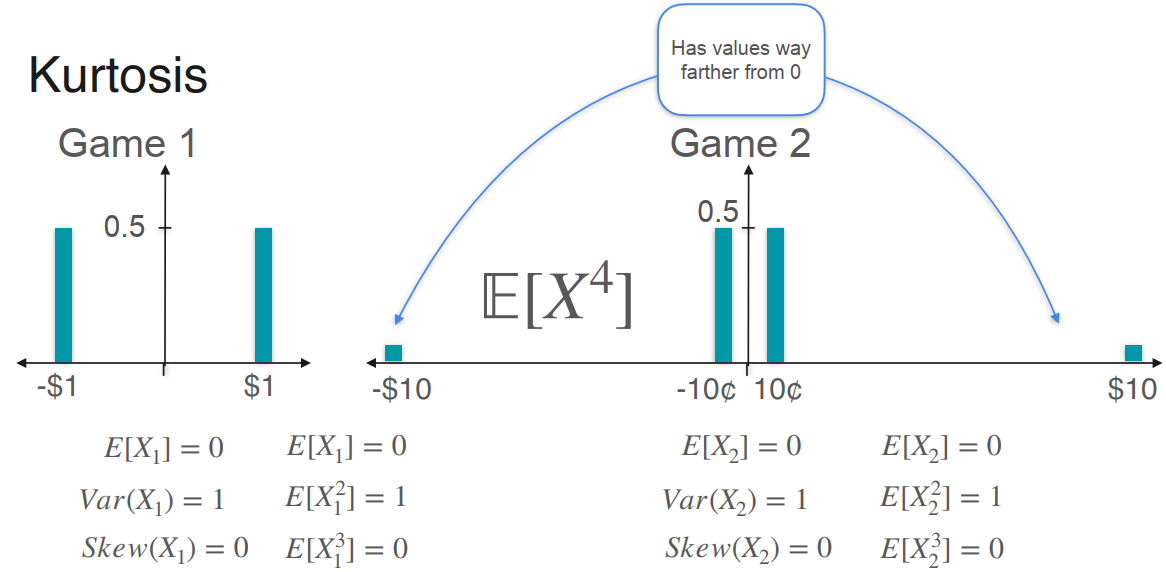 Kurtosis
Has values way
farther from 0
Game 1
Game 2
0.5
0.5
𝔼[X⁴]
-$1
$1
-$10
-10¢
10¢
$10
E[X₁] = 0
E[X₁] = 0
E[X₂] = 0
E[X₂] = 0
Var(X₁) = 1
E[X₁²] = 1
Var(X₂) = 1
E[X₂²] = 1
Skew(X₁) = 0
E[X₁³] = 0
Skew(X₂) = 0
E[X₂³] = 0